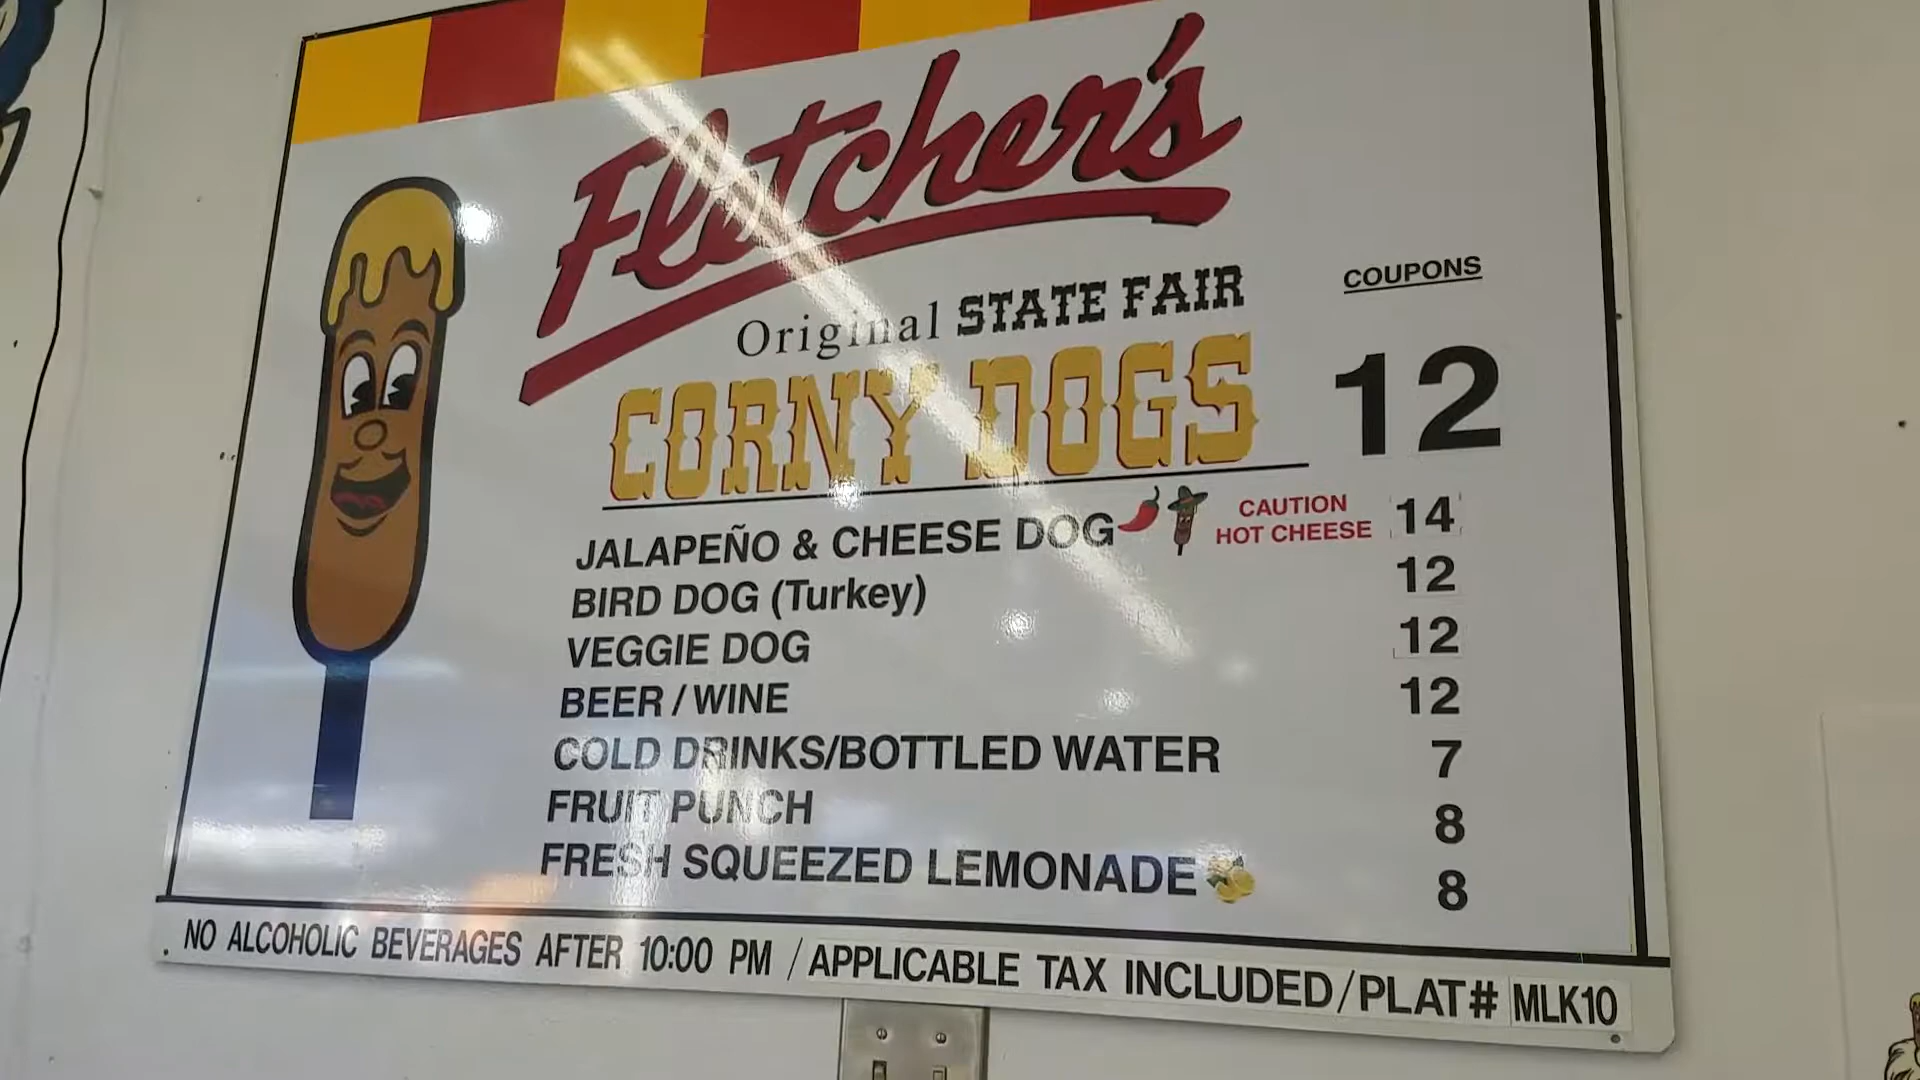 Fletcher's
Original STATE FAIR
COUPONS
CORNY DOGS 12
JALAPEÑO & CHEESE DOG CAUTION HOT CHEESE 14
BIRD DOG (Turkey) 12
VEGGIE DOG 12
BEER / WINE 12
COLD DRINKS/BOTTLED WATER 7
FRUIT PUNCH 8
FRESH SQUEEZED LEMONADE 8
NO ALCOHOLIC BEVERAGES AFTER 10:00 PM / APPLICABLE TAX INCLUDED/PLAT# MLK10